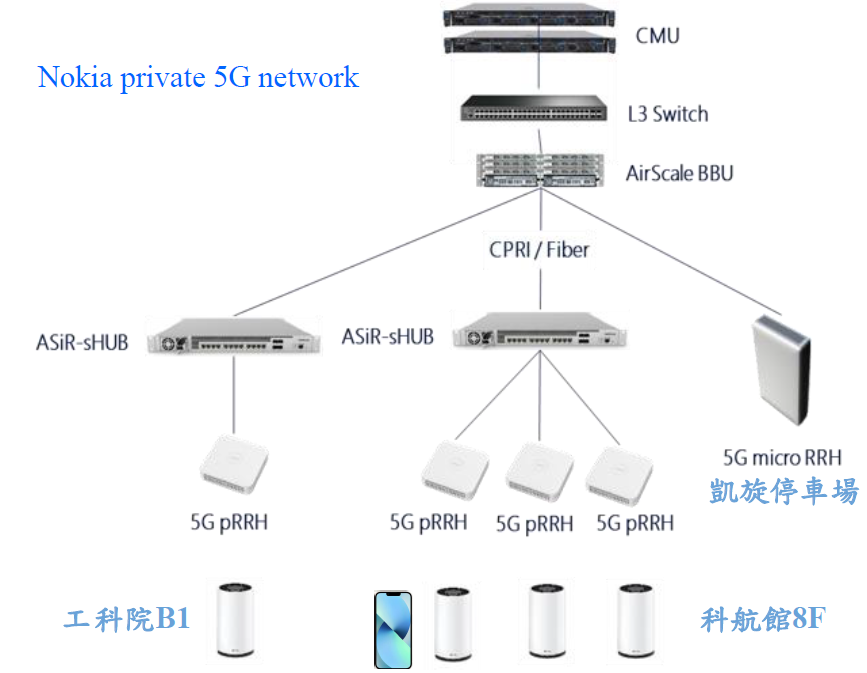 CMU
Nokia private 5G network
L3 Switch
AirScale BBU
CPRI / Fiber
ASiR-sHUB
ASiR-sHUB
5G micro RRH
凱旋停車場
5G pRRH
5G pRRH
5G pRRH
5G pRRH
工科院B1
科航館8F